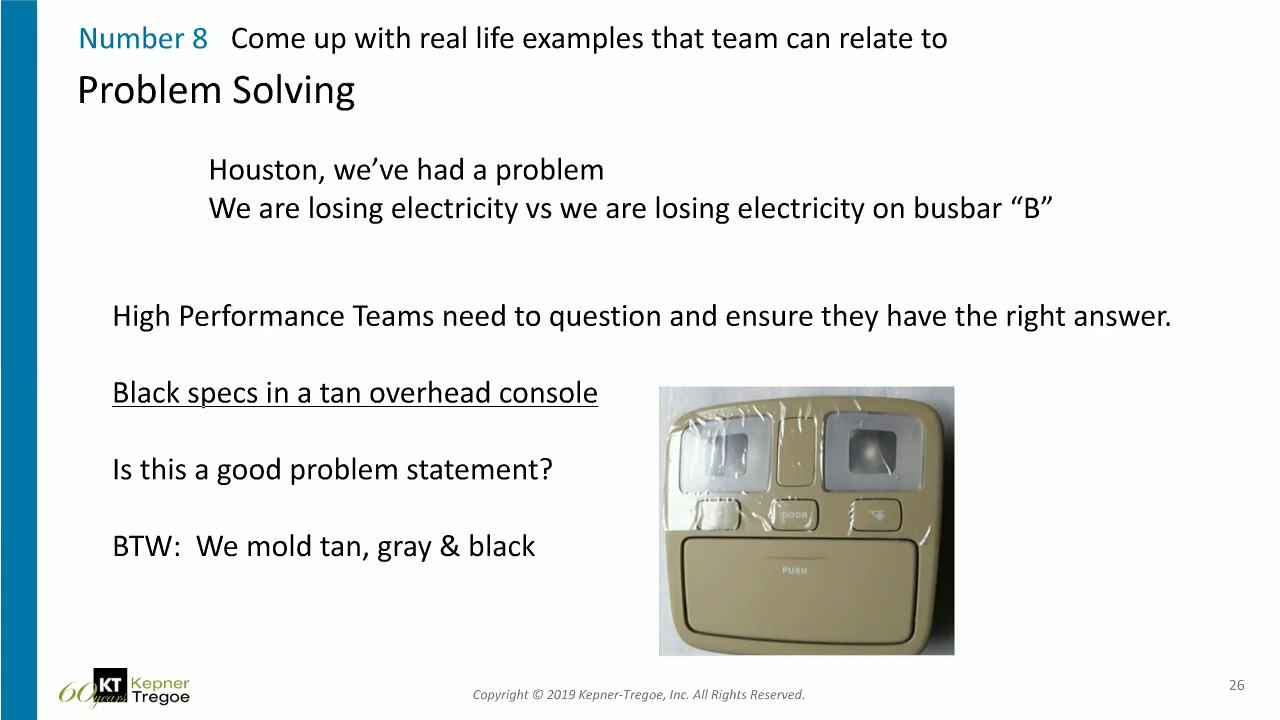 Number 8 Come up with real life examples that team can relate to
Problem Solving
Houston, we’ve had a problem
We are losing electricity vs we are losing electricity on busbar “B”
High Performance Teams need to question and ensure they have the right answer.
Black specs in a tan overhead console
Is this a good problem statement?
BTW: We mold tan, gray & black
DOOR
PUSH
60 years
KT
Kepner
Tregoe
Copyright © 2019 Kepner-Tregoe, Inc. All Rights Reserved.
26